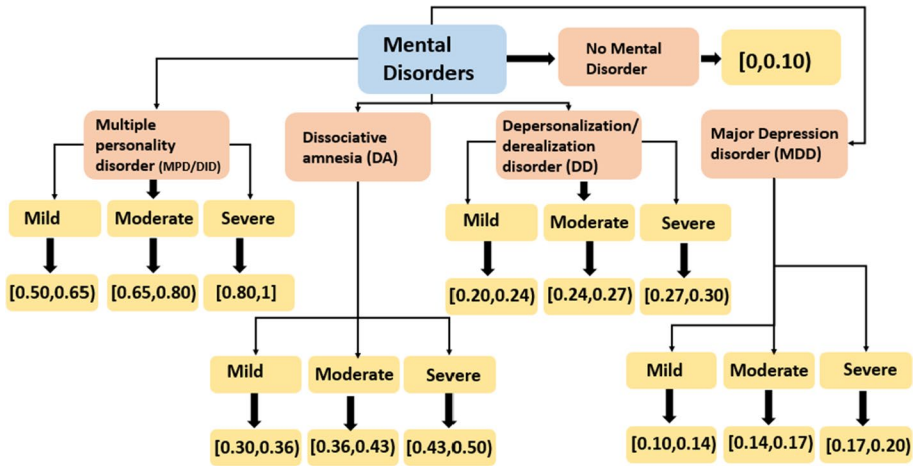 Mental
Disorders
No Mental
Disorder
[0,0.10)
Multiple
personality
disorder (MPD/DID)
Dissociative
amnesia (DA)
Depersonalization/
derealization
disorder (DD)
Major Depression
disorder (MDD)
Mild
Moderate
Severe
[0.50,0.65)
[0.65,0.80)
[0.80,1]
Mild
Moderate
Severe
[0.20,0.24)
[0.24,0.27)
[0.27,0.30)
Mild
Moderate
Severe
[0.30,0.36)
[0.36,0.43)
[0.43,0.50)
Mild
Moderate
Severe
[0.10,0.14)
[0.14,0.17)
[0.17,0.20)